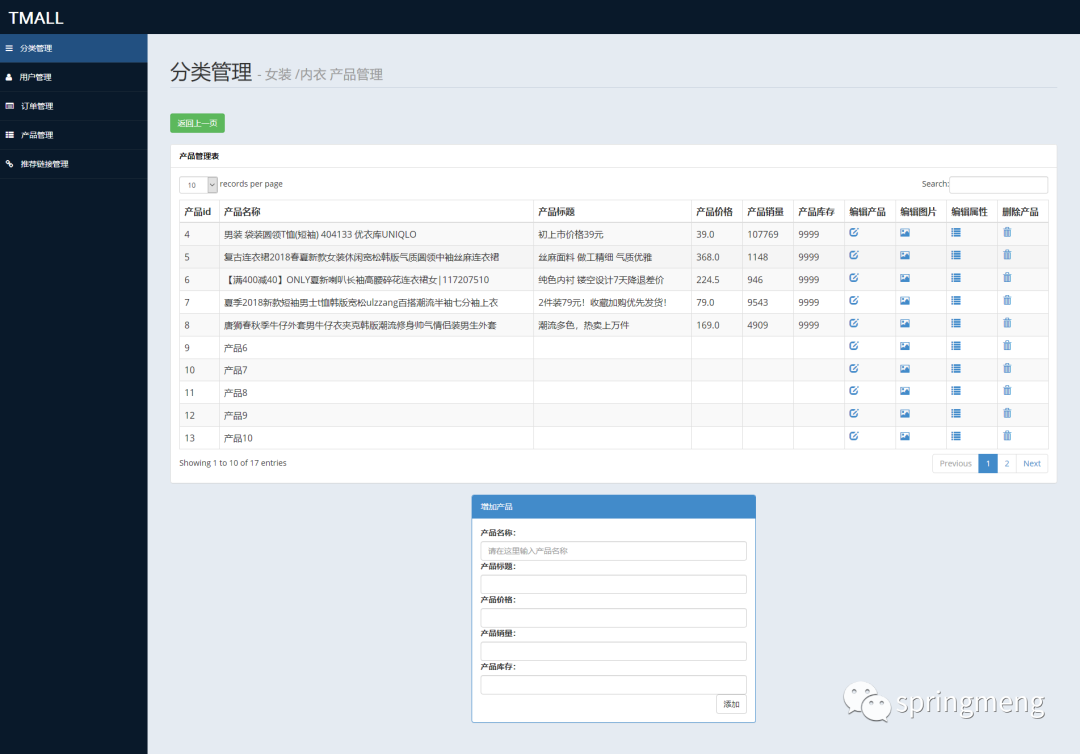 TMALL
分类管理
用户管理
订单管理
产品管理
推荐链接管理
分类管理 - 女装 /内衣 产品管理
返回上一页
产品管理表
10 records per page Search:
产品id 产品名称 产品标题 产品价格 产品销量 产品库存 编辑产品 编辑图片 编辑属性 删除产品
4 男装 袋装圆领T恤(短袖) 404133 优衣库UNIQLO 初上市价格39元 39.0 107769 9999
5 复古连衣裙2018春夏新款女装休闲宽松韩版气质圆领中袖丝麻连衣裙 丝麻面料 做工精细 气质优雅 368.0 1148 9999
6 【满400减40】ONLY夏新喇叭长袖高腰碎花连衣裙女|117207510 纯色内衬 镂空设计7天降退差价 224.5 946 9999
7 夏季2018新款短袖男士t恤韩版宽松ulzzang百搭潮流半袖七分袖上衣 2件装79元！收藏加购优先发货！ 79.0 9543 9999
8 唐狮春秋季牛仔外套男牛仔衣夹克韩版潮流修身帅气情侣装男生外套 潮流多色，热卖上万件 169.0 4909 9999
9 产品6
10 产品7
11 产品8
12 产品9
13 产品10
Showing 1 to 10 of 17 entries Previous 1 2 Next
增加产品
产品名称：
请在这里输入产品名称
产品标题：
产品价格：
产品销量：
产品库存：
添加
springmeng